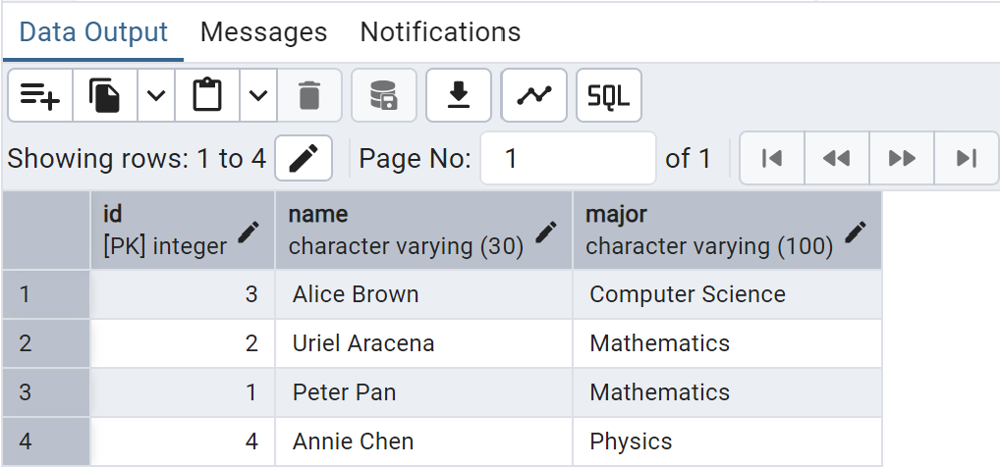 Data Output Messages Notifications
SQL
Showing rows: 1 to 4 Page No: 1 of 1
id name major
[PK] integer character varying (30) character varying (100)
1 3 Alice Brown Computer Science
2 2 Uriel Aracena Mathematics
3 1 Peter Pan Mathematics
4 4 Annie Chen Physics